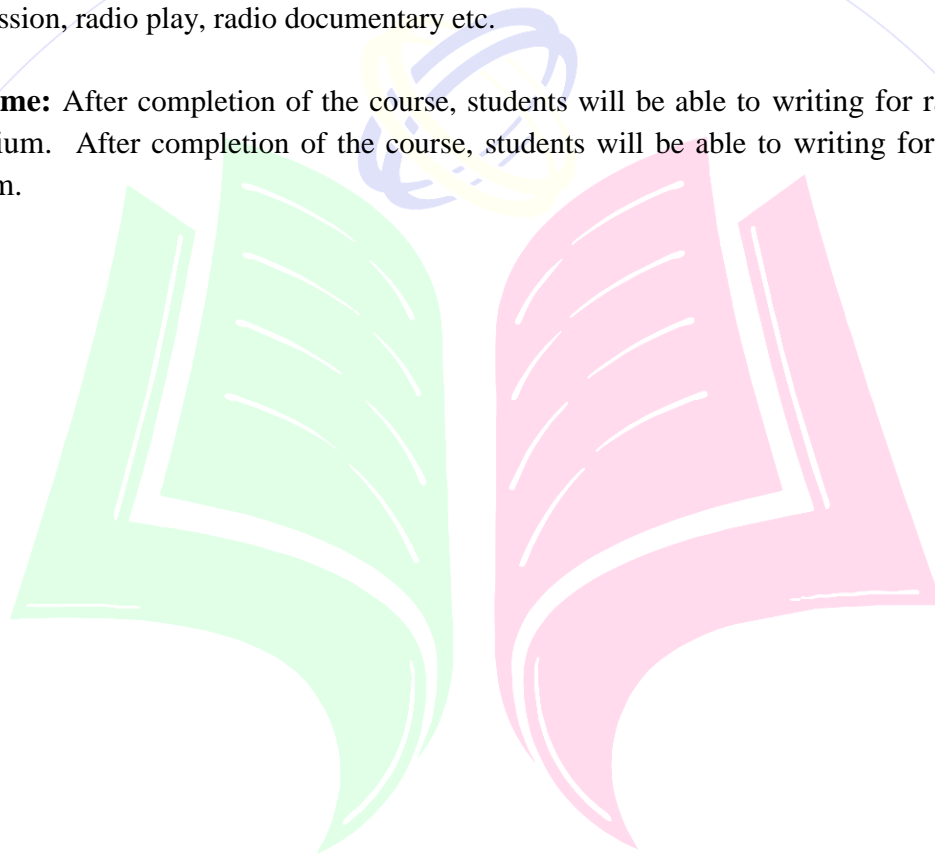 ssion, radio play, radio documentary etc.
me: After completion of the course, students will be able to writing for r
ium. After completion of the course, students will be able to writing for
m.